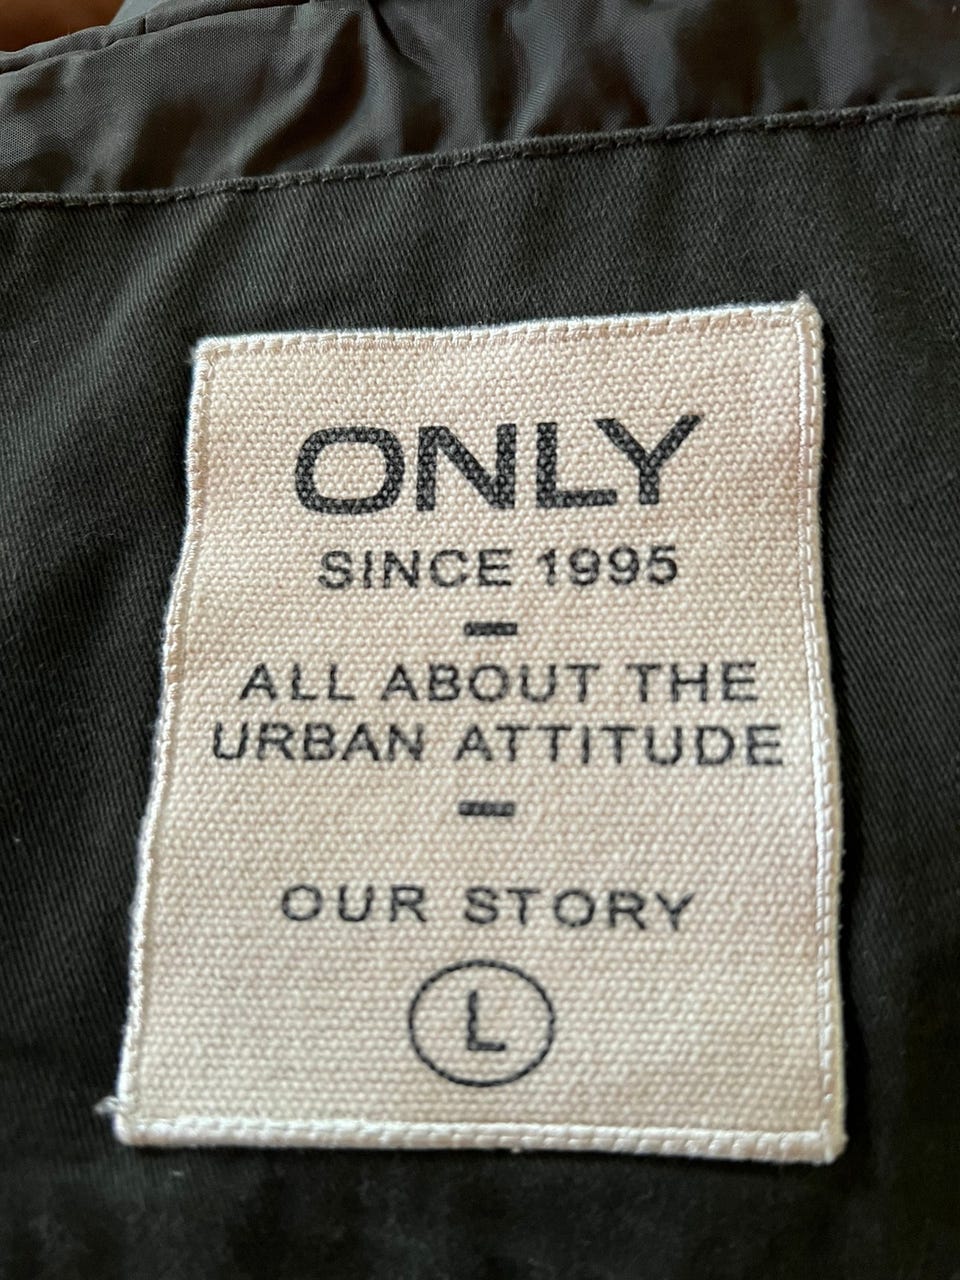 ONLY
SINCE 1995
–
ALL ABOUT THE
URBAN ATTITUDE
–
OUR STORY
L